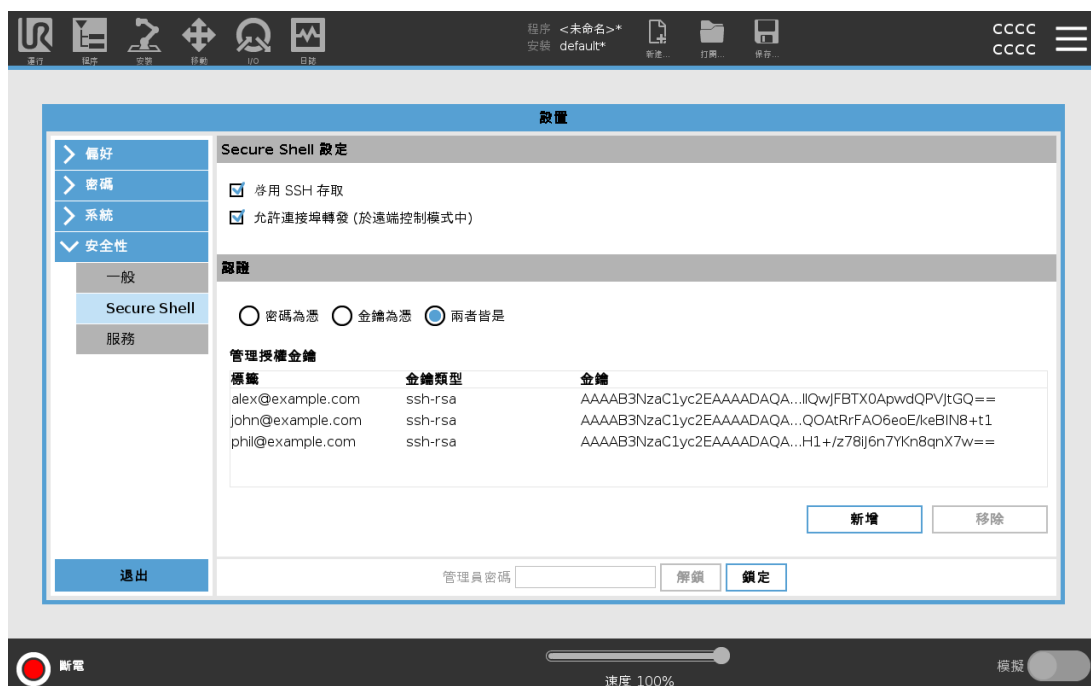 UR
程序 <未命名>*
安裝 default*
cccc
cccc
運行 程序 安裝 移動 I/O 日誌 新建... 打開... 保存...
設置
偏好
密碼
系統
安全性
一般
Secure Shell
服務
退出
Secure Shell 設定
啓用 SSH 存取
允許連接埠轉發 (於遠端控制模式中)
認證
密碼為憑 金鑰為憑 兩者皆是
管理授權金鑰
標籤 金鑰類型 金鑰
alex@example.com ssh-rsa AAAAB3NzaC1yc2EAAAADAQA...IIQwJFBTX0ApwdQPVJtGQ==
john@example.com ssh-rsa AAAAB3NzaC1yc2EAAAADAQA...QOAtRrFAO6eoE/keBIN8+t1
phil@example.com ssh-rsa AAAAB3NzaC1yc2EAAAADAQA...H1+/z78iJ6n7YKn8qnX7w==
新增 移除
管理員密碼 解鎖 鎖定
斷電
速度 100%
模擬